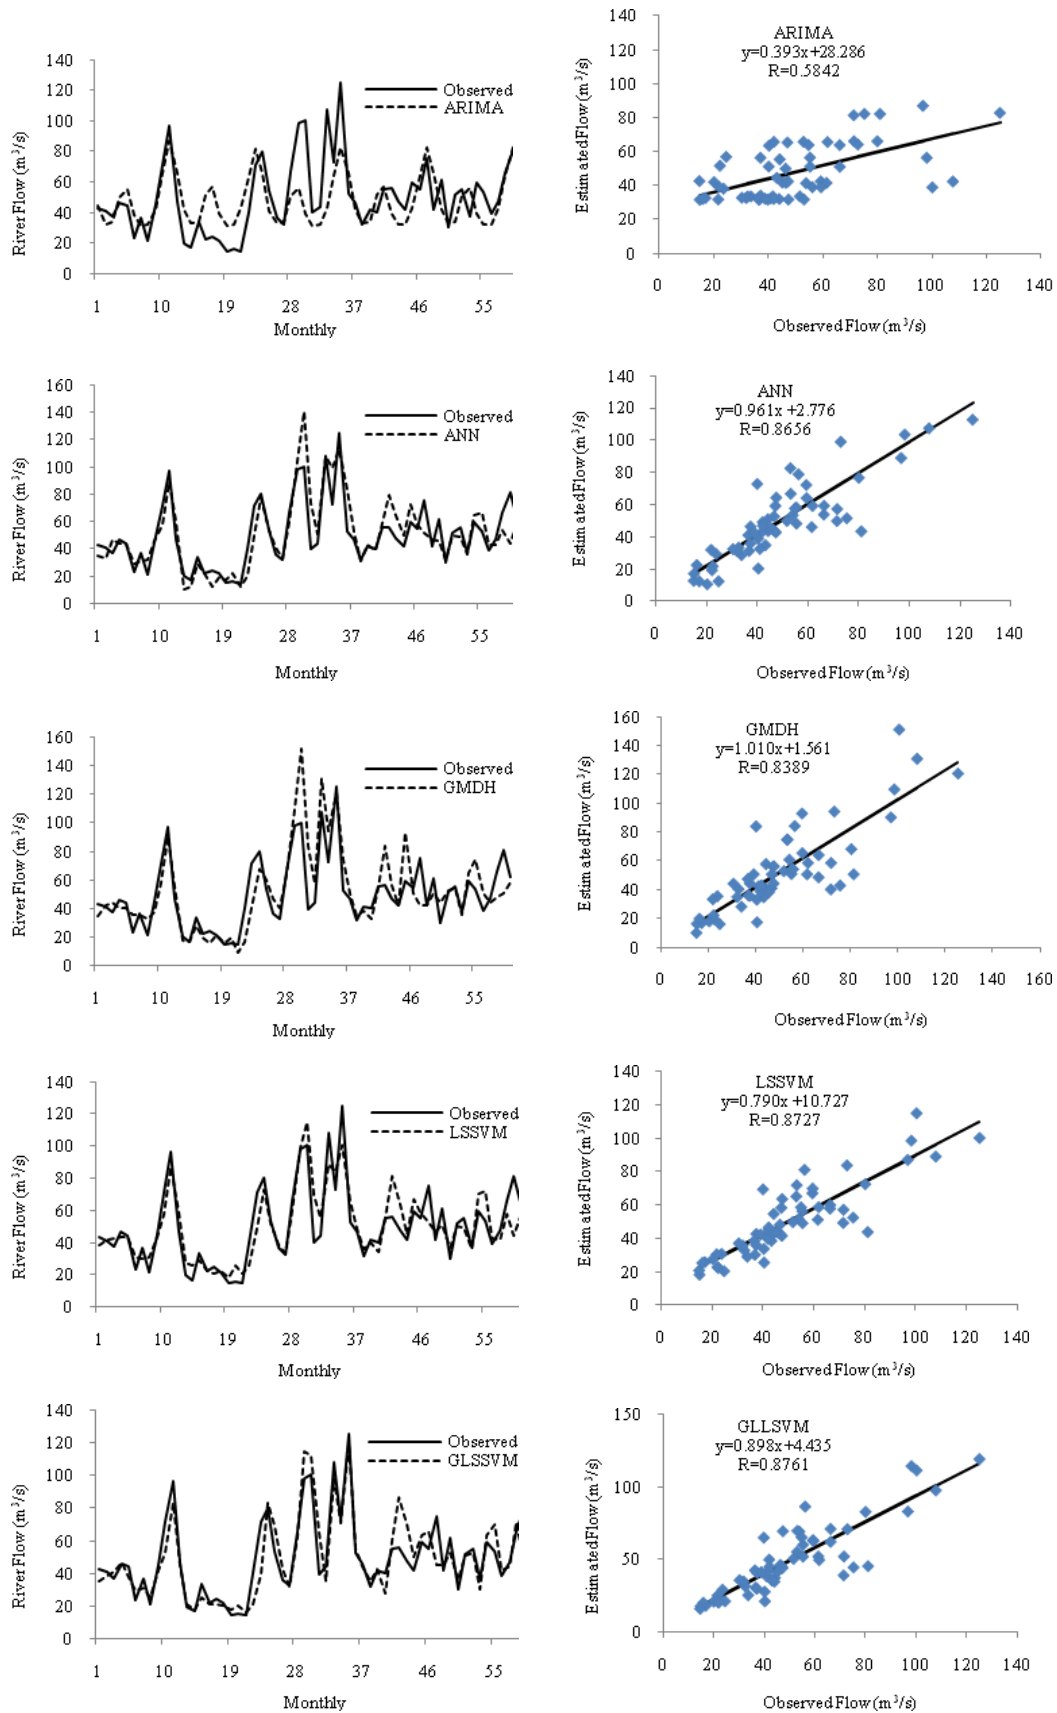 140
120
100
80
60
40
20
0
River Flow (m³/s)
Observed
ARIMA
1 10 19 28 37 46 55
Monthly
140
120
100
80
60
40
20
0
Estimated Flow (m³/s)
ARIMA
y=0.393x+28.286
R=0.5842
0 20 40 60 80 100 120 140
Observed Flow (m³/s)
160
140
120
100
80
60
40
20
0
River Flow (m³/s)
Observed
ANN
1 10 19 28 37 46 55
Monthly
140
120
100
80
60
40
20
0
Estimated Flow (m³/s)
ANN
y=0.961x +2.776
R=0.8656
0 20 40 60 80 100 120 140
Observed Flow (m³/s)
160
140
120
100
80
60
40
20
0
River Flow (m³/s)
Observed
GMDH
1 10 19 28 37 46 55
Monthly
160
140
120
100
80
60
40
20
0
Estimated Flow (m³/s)
GMDH
y=1.010x+1.561
R=0.8389
0 20 40 60 80 100 120 140 160
Observed Flow (m³/s)
140
120
100
80
60
40
20
0
River Flow (m³/s)
Observed
LSSVM
1 10 19 28 37 46 55
Monthly
140
120
100
80
60
40
20
0
Estimated Flow (m³/s)
LSSVM
y=0.790x +10.727
R=0.8727
0 20 40 60 80 100 120 140
Observed Flow (m³/s)
140
120
100
80
60
40
20
0
River Flow (m³/s)
Observed
GLSSVM
1 10 19 28 37 46 55
Monthly
150
100
50
0
Estimated Flow (m³/s)
GLLSVM
y=0.898x+4.435
R=0.8761
0 20 40 60 80 100 120 140
Observed Flow (m³/s)